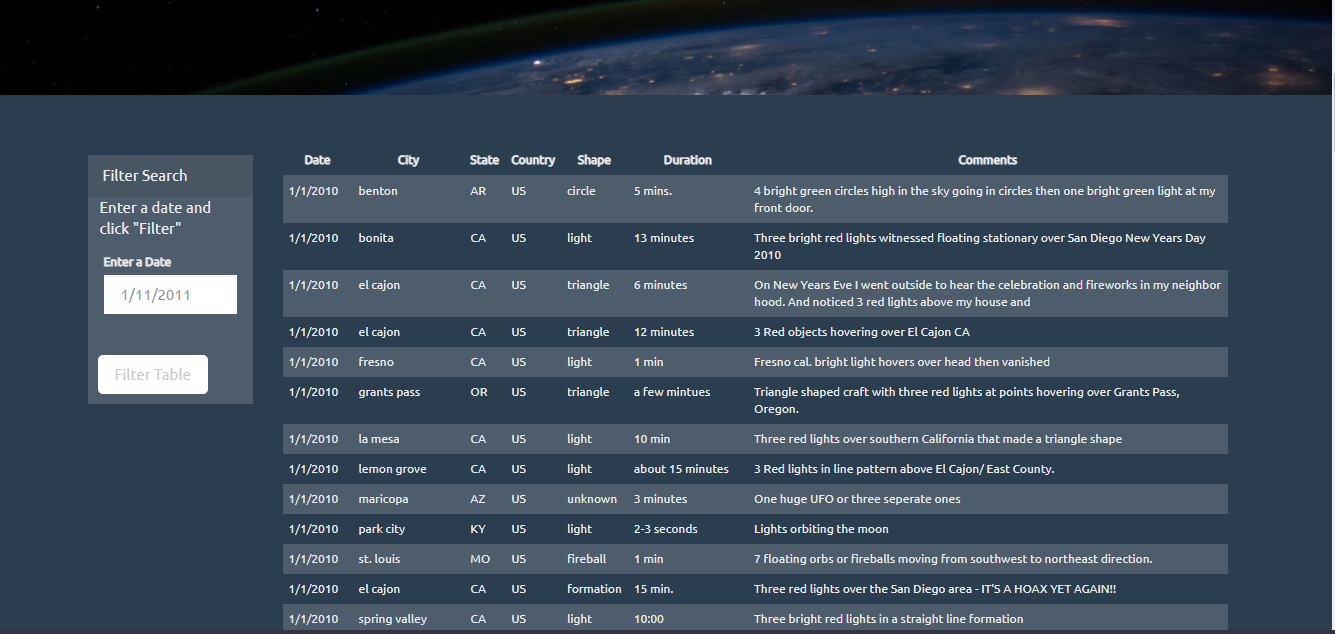 Filter Search
Enter a date and
click "Filter"
Enter a Date
1/11/2011
Filter Table
Date City State Country Shape Duration Comments
1/1/2010 benton AR US circle 5 mins. 4 bright green circles high in the sky going in circles then one bright green light at my
front door.
1/1/2010 bonita CA US light 13 minutes Three bright red lights witnessed floating stationary over San Diego New Years Day
2010
1/1/2010 el cajon CA US triangle 6 minutes On New Years Eve I went outside to hear the celebration and fireworks in my neighbor
hood. And noticed 3 red lights above my house and
1/1/2010 el cajon CA US triangle 12 minutes 3 Red objects hovering over El Cajon CA
1/1/2010 fresno CA US light 1 min Fresno cal. bright light hovers over head then vanished
1/1/2010 grants pass OR US triangle a few mintues Triangle shaped craft with three red lights at points hovering over Grants Pass,
Oregon.
1/1/2010 la mesa CA US light 10 min Three red lights over southern California that made a triangle shape
1/1/2010 lemon grove CA US light about 15 minutes 3 Red lights in line pattern above El Cajon/ East County.
1/1/2010 maricopa AZ US unknown 3 minutes One huge UFO or three seperate ones
1/1/2010 park city KY US light 2-3 seconds Lights orbiting the moon
1/1/2010 st. louis MO US fireball 1 min 7 floating orbs or fireballs moving from southwest to northeast direction.
1/1/2010 el cajon CA US formation 15 min. Three red lights over the San Diego area - IT'S A HOAX YET AGAIN!!
1/1/2010 spring valley CA US light 10:00 Three bright red lights in a straight line formation